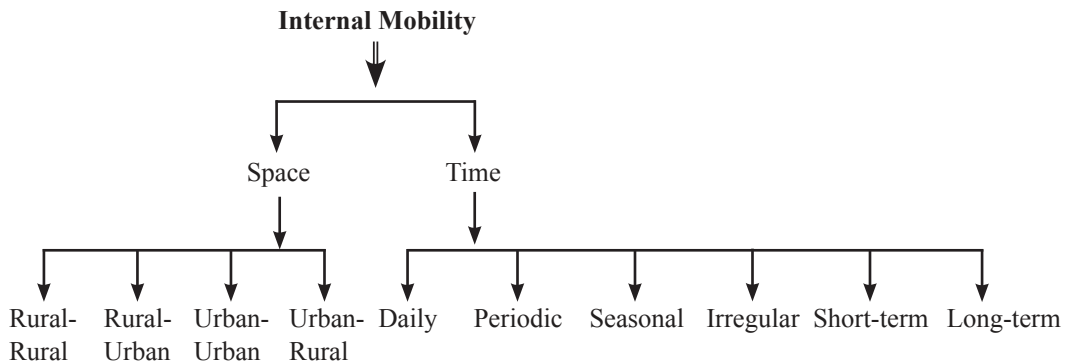 Internal Mobility
Space Time
Rural- Rural- Urban- Urban- Daily Periodic Seasonal Irregular Short-term Long-term
Rural Urban Urban Rural